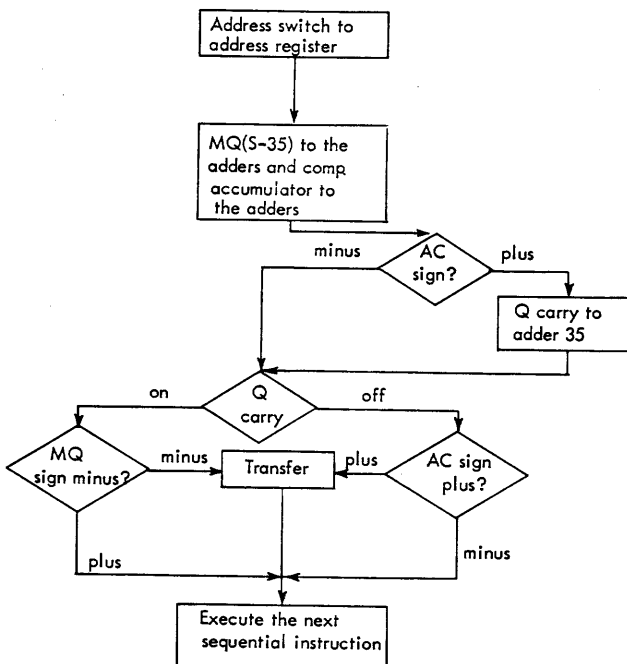 Address switch to
address register
MQ(S-35) to the
adders and comp
accumulator to
the adders
minus
AC
sign?
plus
Q carry to
adder 35
on
Q
carry
off
MQ
sign minus?
minus
Transfer
plus
AC sign
plus?
plus
minus
Execute the next
sequential instruction